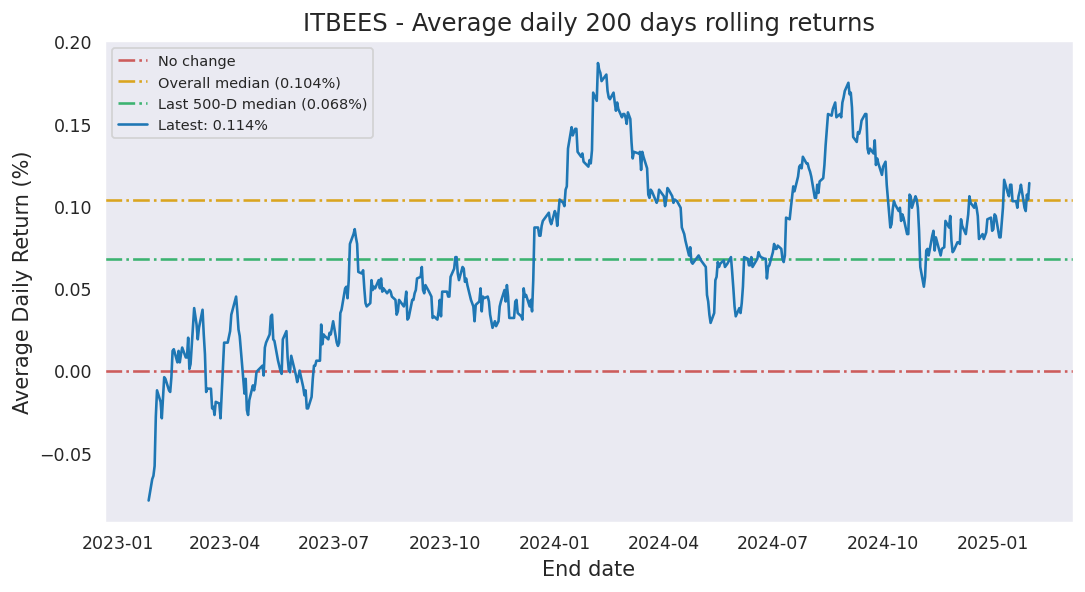 ITBEES - Average daily 200 days rolling returns
No change
Overall median (0.104%)
Last 500-D median (0.068%)
Latest: 0.114%
Average Daily Return (%)
0.20
0.15
0.10
0.05
0.00
−0.05
2023-01 2023-04 2023-07 2023-10 2024-01 2024-04 2024-07 2024-10 2025-01
End date